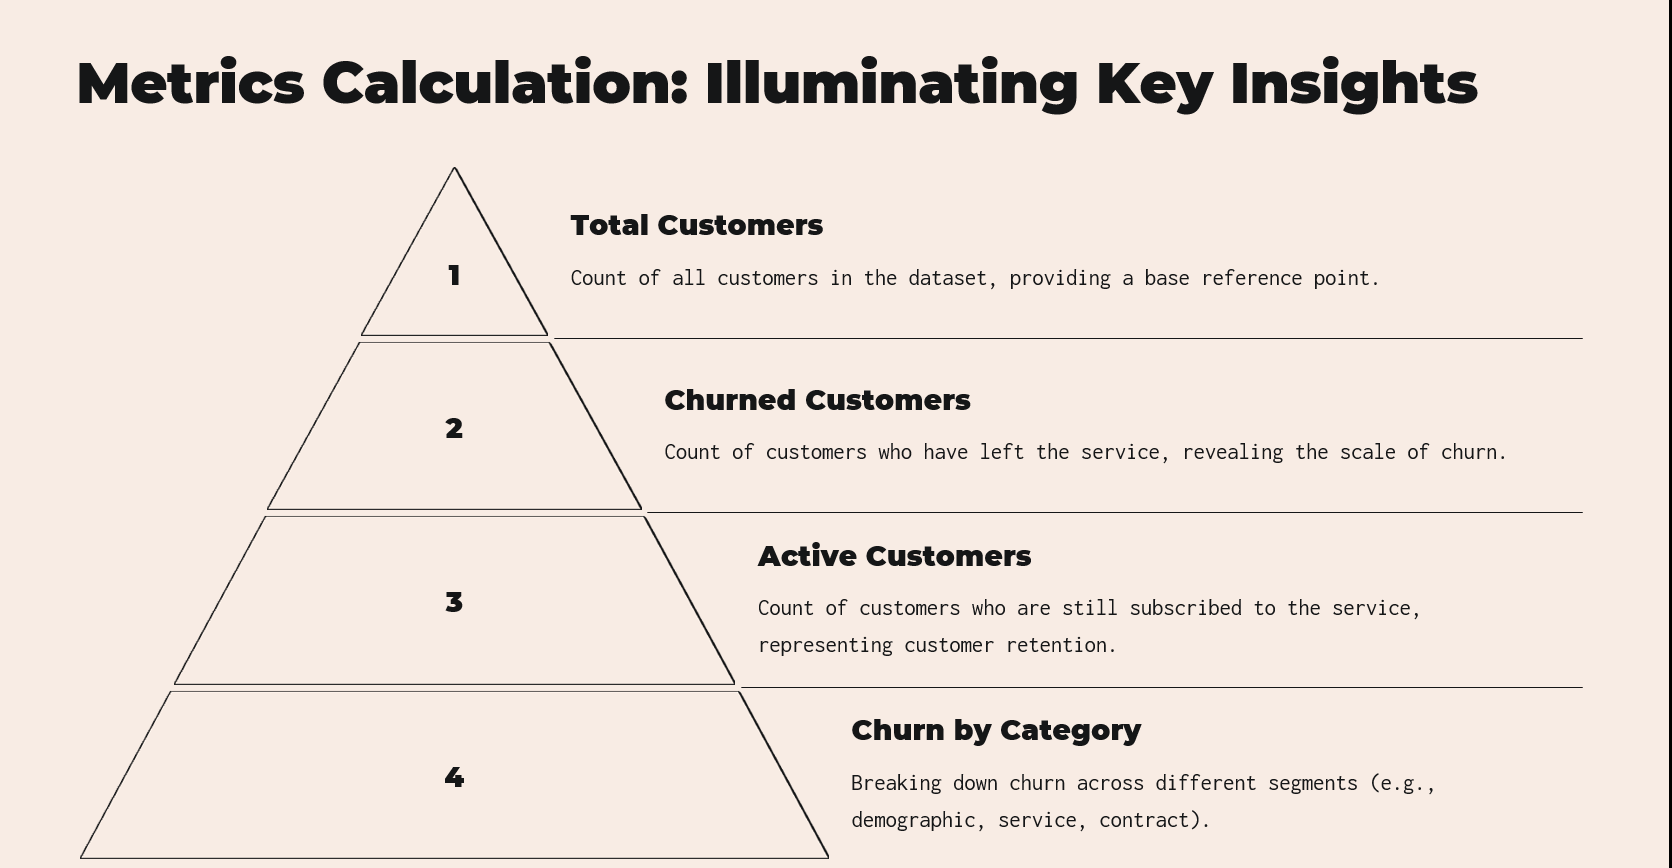 Metrics Calculation: Illuminating Key Insights
1
Total Customers
Count of all customers in the dataset, providing a base reference point.
2
Churned Customers
Count of customers who have left the service, revealing the scale of churn.
3
Active Customers
Count of customers who are still subscribed to the service,
representing customer retention.
4
Churn by Category
Breaking down churn across different segments (e.g.,
demographic, service, contract).